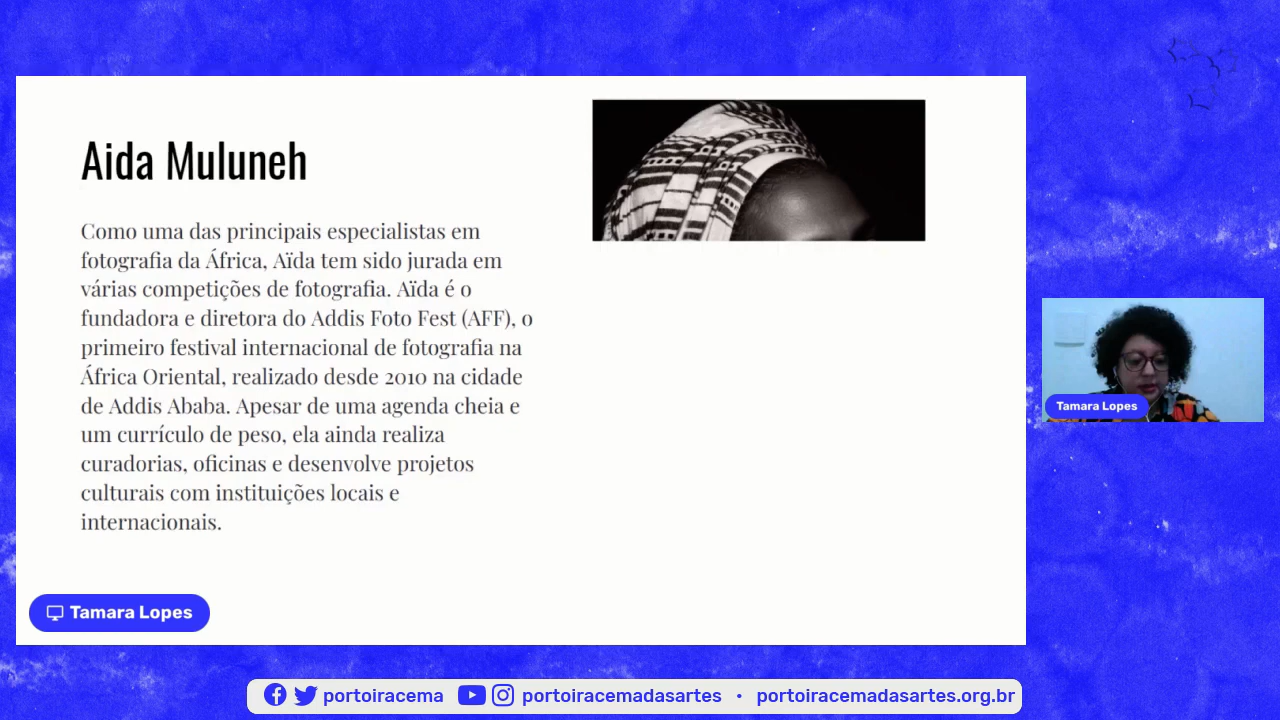 Aida Muluneh
Como uma das principais especialistas em
fotografia da África, Aïda tem sido jurada em
várias competições de fotografia. Aïda é o
fundadora e diretora do Addis Foto Fest (AFF), o
primeiro festival internacional de fotografia na
África Oriental, realizado desde 2010 na cidade
de Addis Ababa. Apesar de uma agenda cheia e
um currículo de peso, ela ainda realiza
curadorias, oficinas e desenvolve projetos
culturais com instituições locais e
internacionais.
Tamara Lopes
Tamara Lopes
portoiracema portoiracemadasartes • portoiracemadasartes.org.br